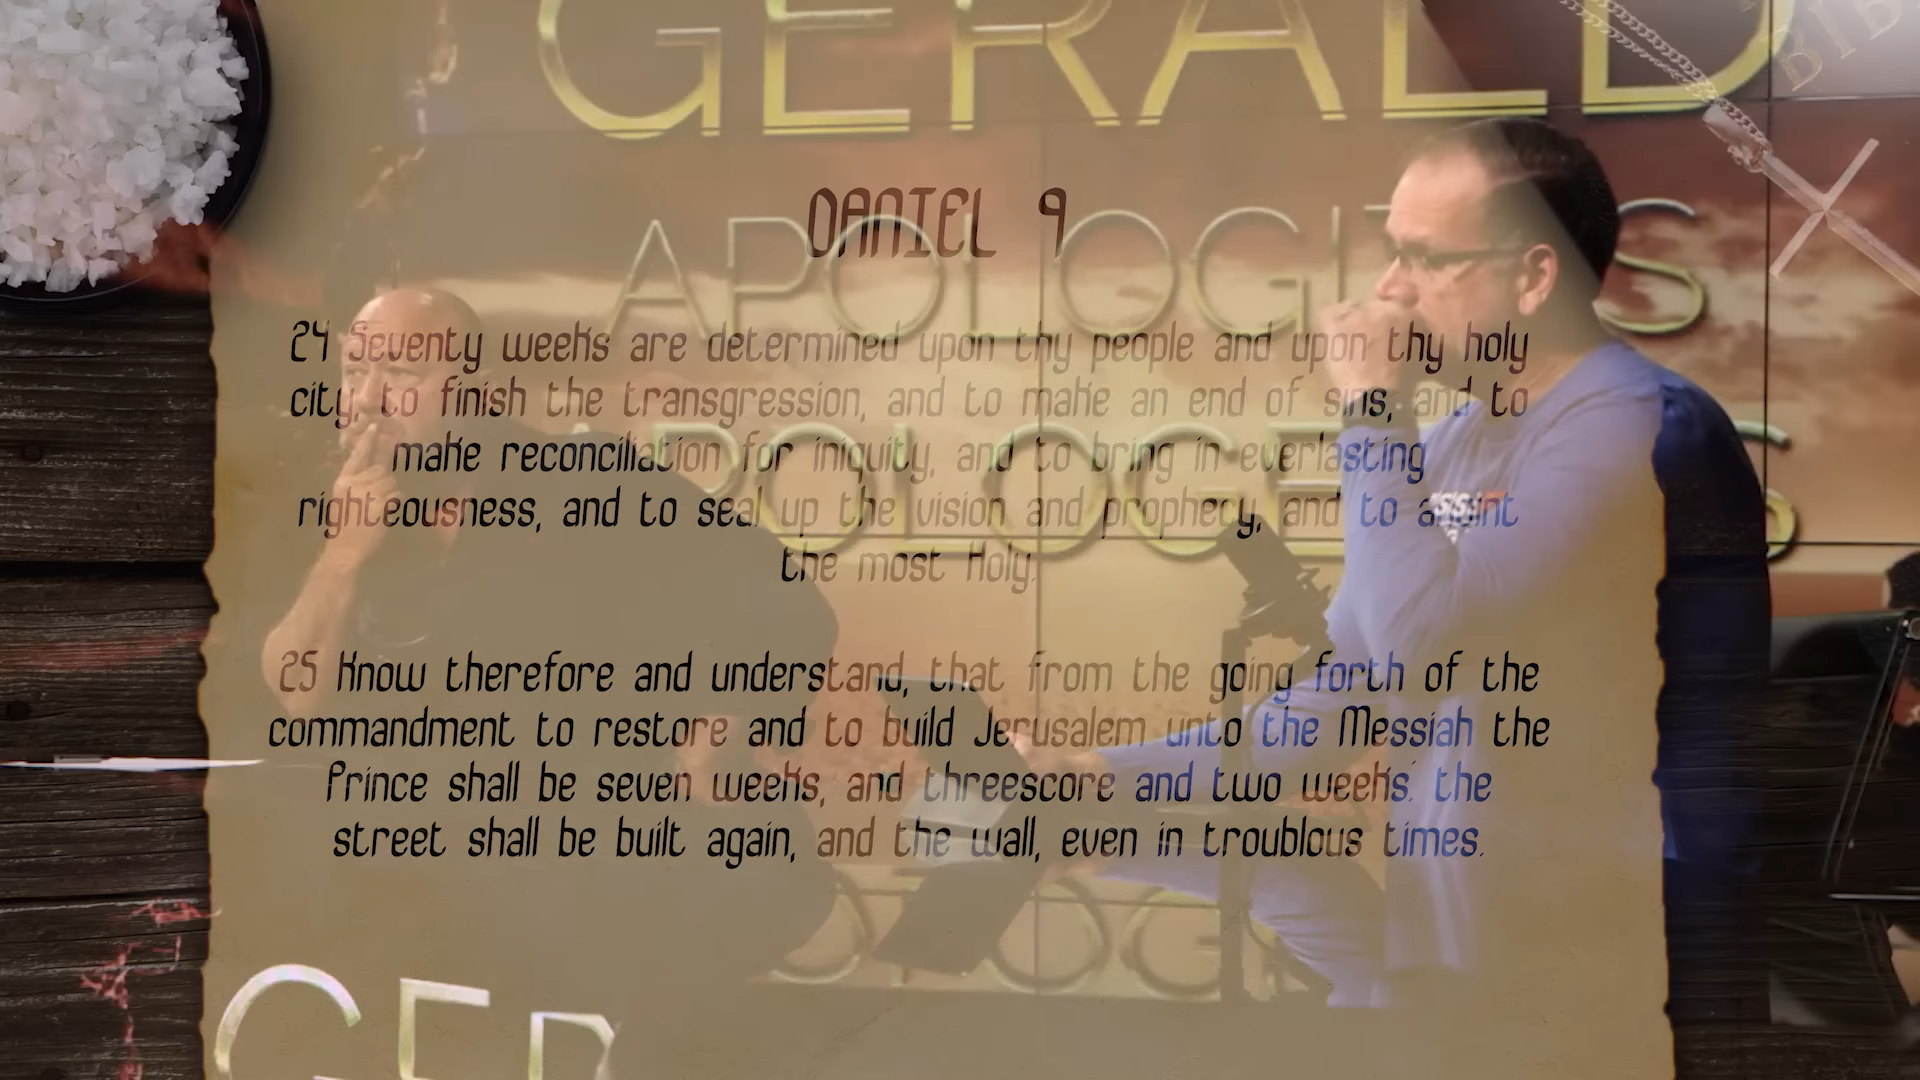 GERALD
BIB
DANIEL 9
APOLOGI
S
24 Seventy weeks are determined upon thy people and upon thy holy
city, to finish the transgression, and to make an end of sins, and to
POLOGE
S
make reconciliation for iniquity, and to bring in everlasting
righteousness, and to seal up the vision and prophecy, and to anoint
the most Holy.
25 Know therefore and understand, that from the going forth of the
commandment to restore and to build Jerusalem unto the Messiah the
Prince shall be seven weeks, and threescore and two weeks: the
street shall be built again, and the wall, even in troublous times.
GER